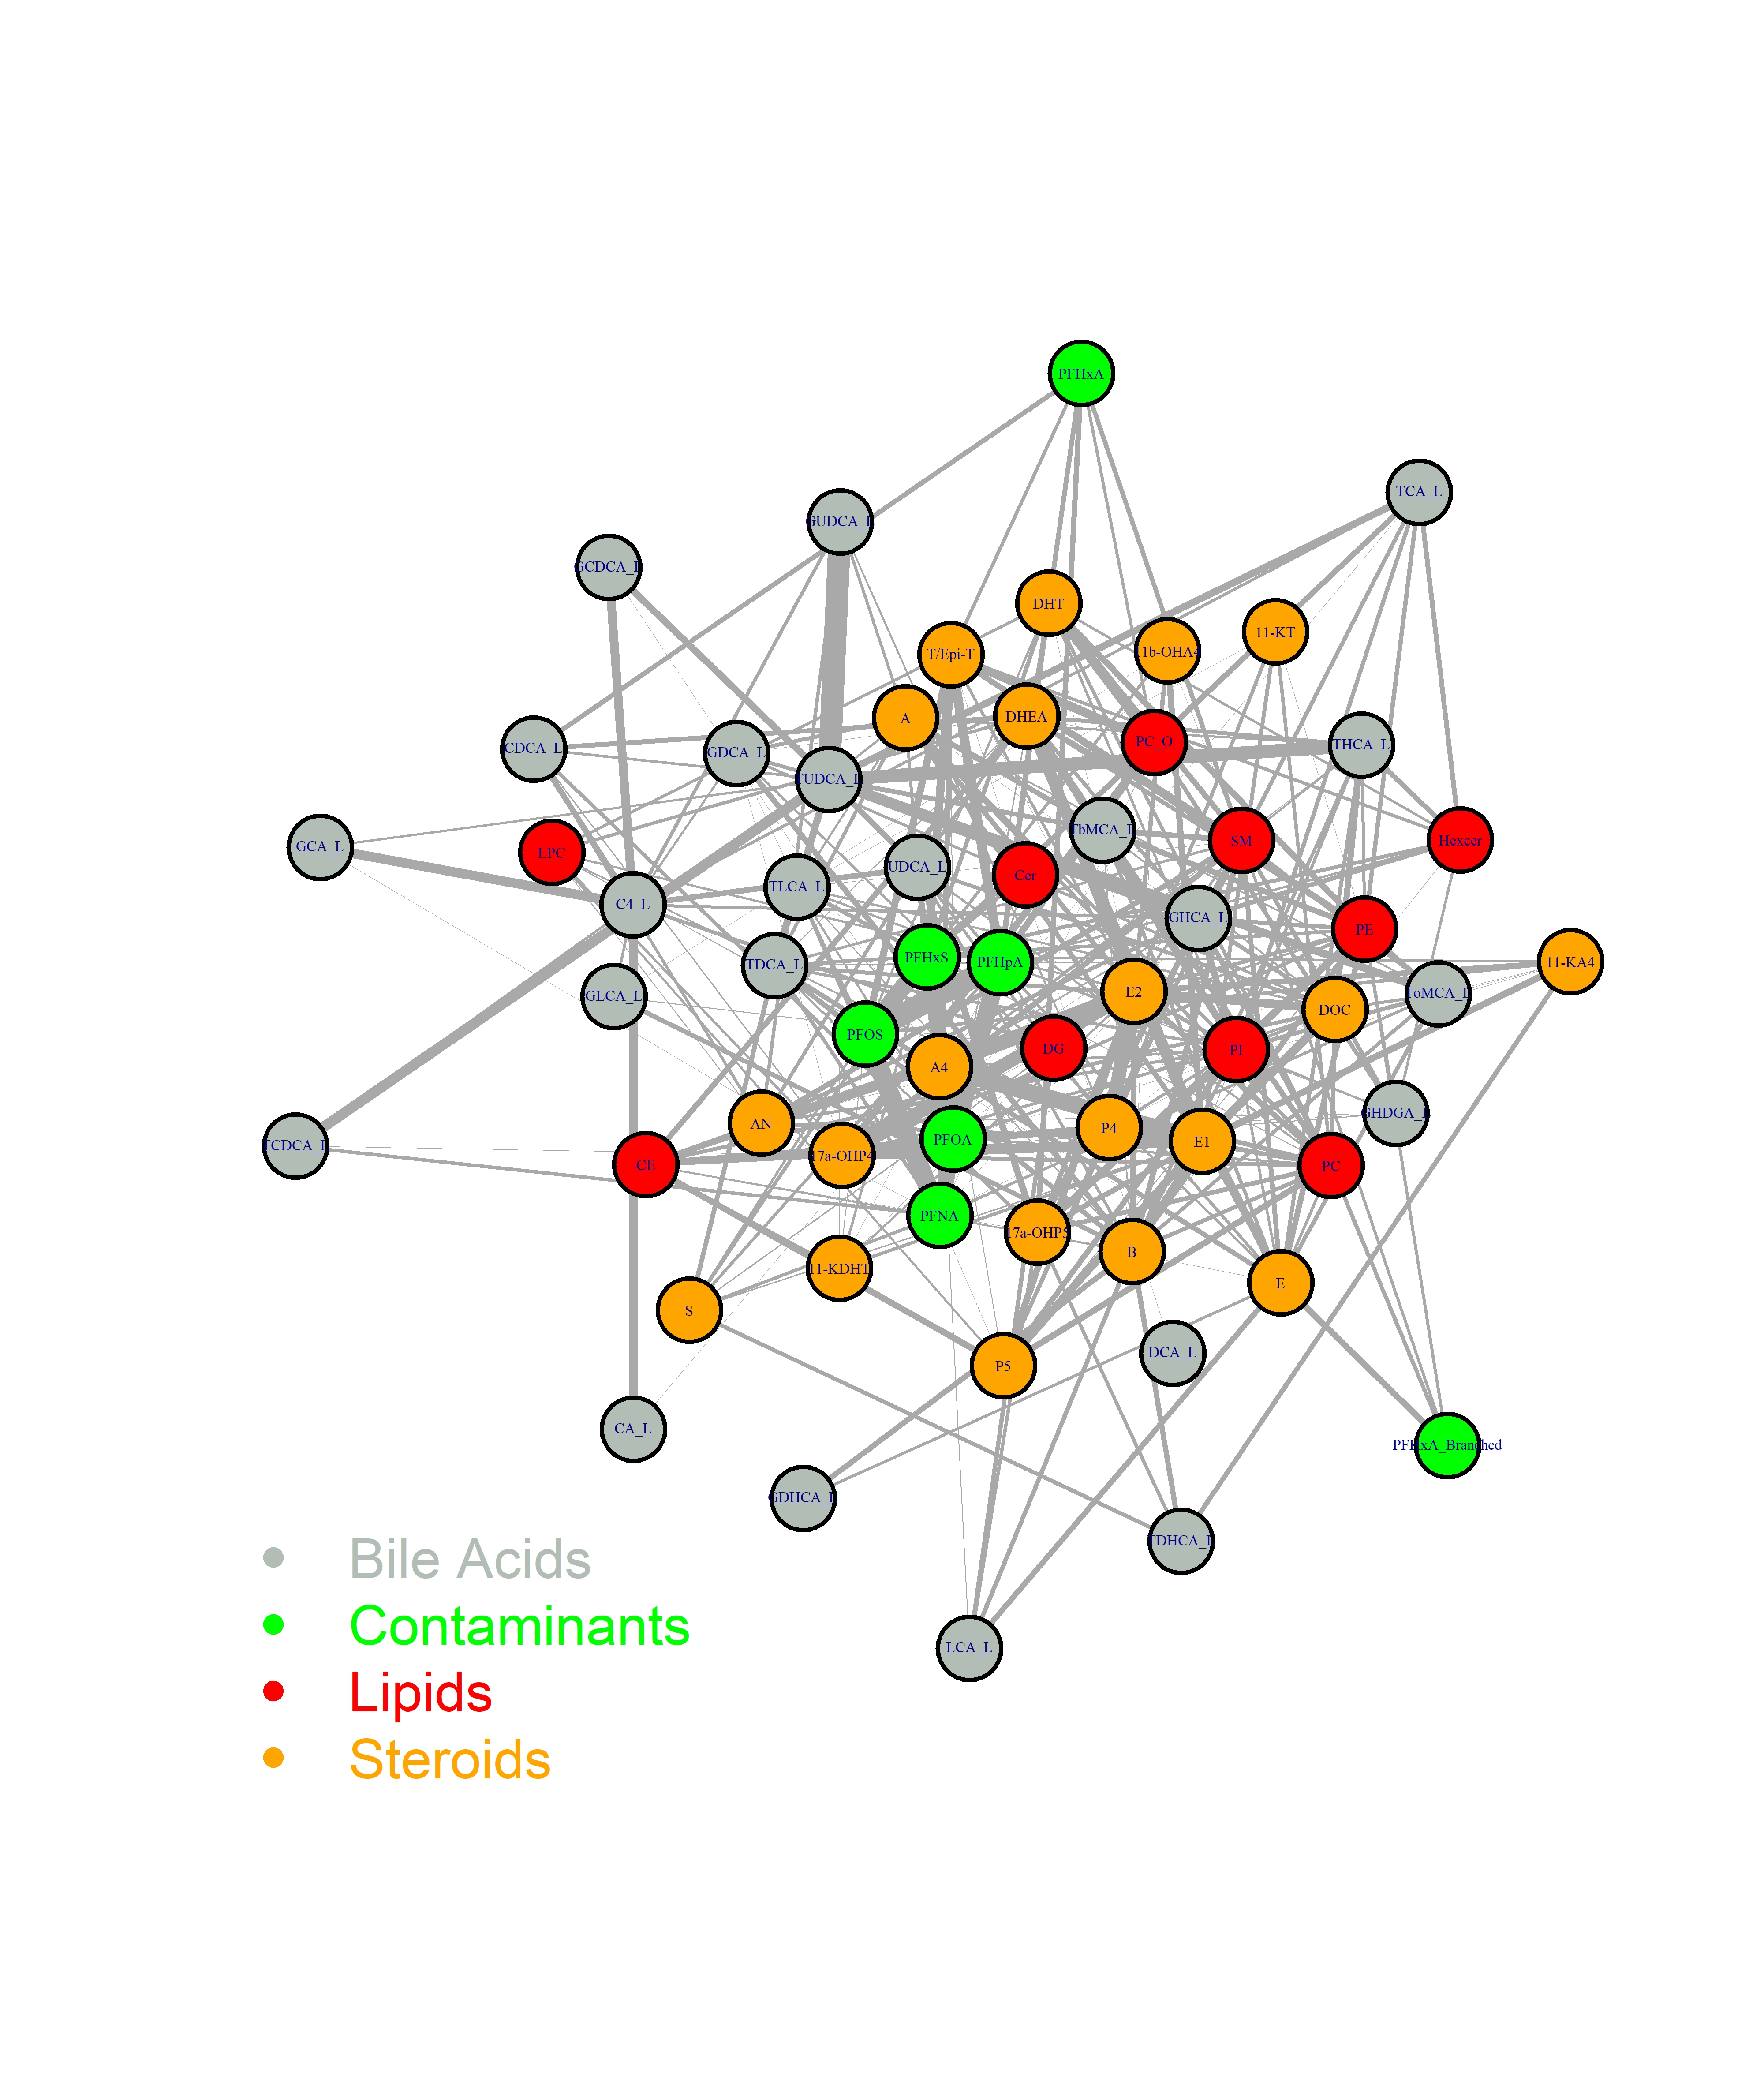 PFHxA
TCA_L
GUDCA_L
GCDCA_L
DHT
11-KT
T/Epi-T
1b-OHA4
A
DHEA
PC_O
THCA_L
CDCA_L
GDCA_L
TUDCA_L
TbMCA_L
SM
Hexcer
GCA_L
LPC
UDCA_L
Cer
TLCA_L
C4_L
GHCA_L
PE
PFHxS
PFHpA
11-KA4
TDCA_L
GLCA_L
E2
ToMCA_L
DOC
PFOS
DG
PI
A4
GHDGA_L
AN
P4
E1
PFOA
TCDCA_L
CE
17a-OHP4
PC
PFNA
17a-OHP5
B
11-KDHT
E
S
P5
DCA_L
CA_L
PFHxA_Branched
GDHCA_L
TDHCA_L
LCA_L
Bile Acids
Contaminants
Lipids
Steroids